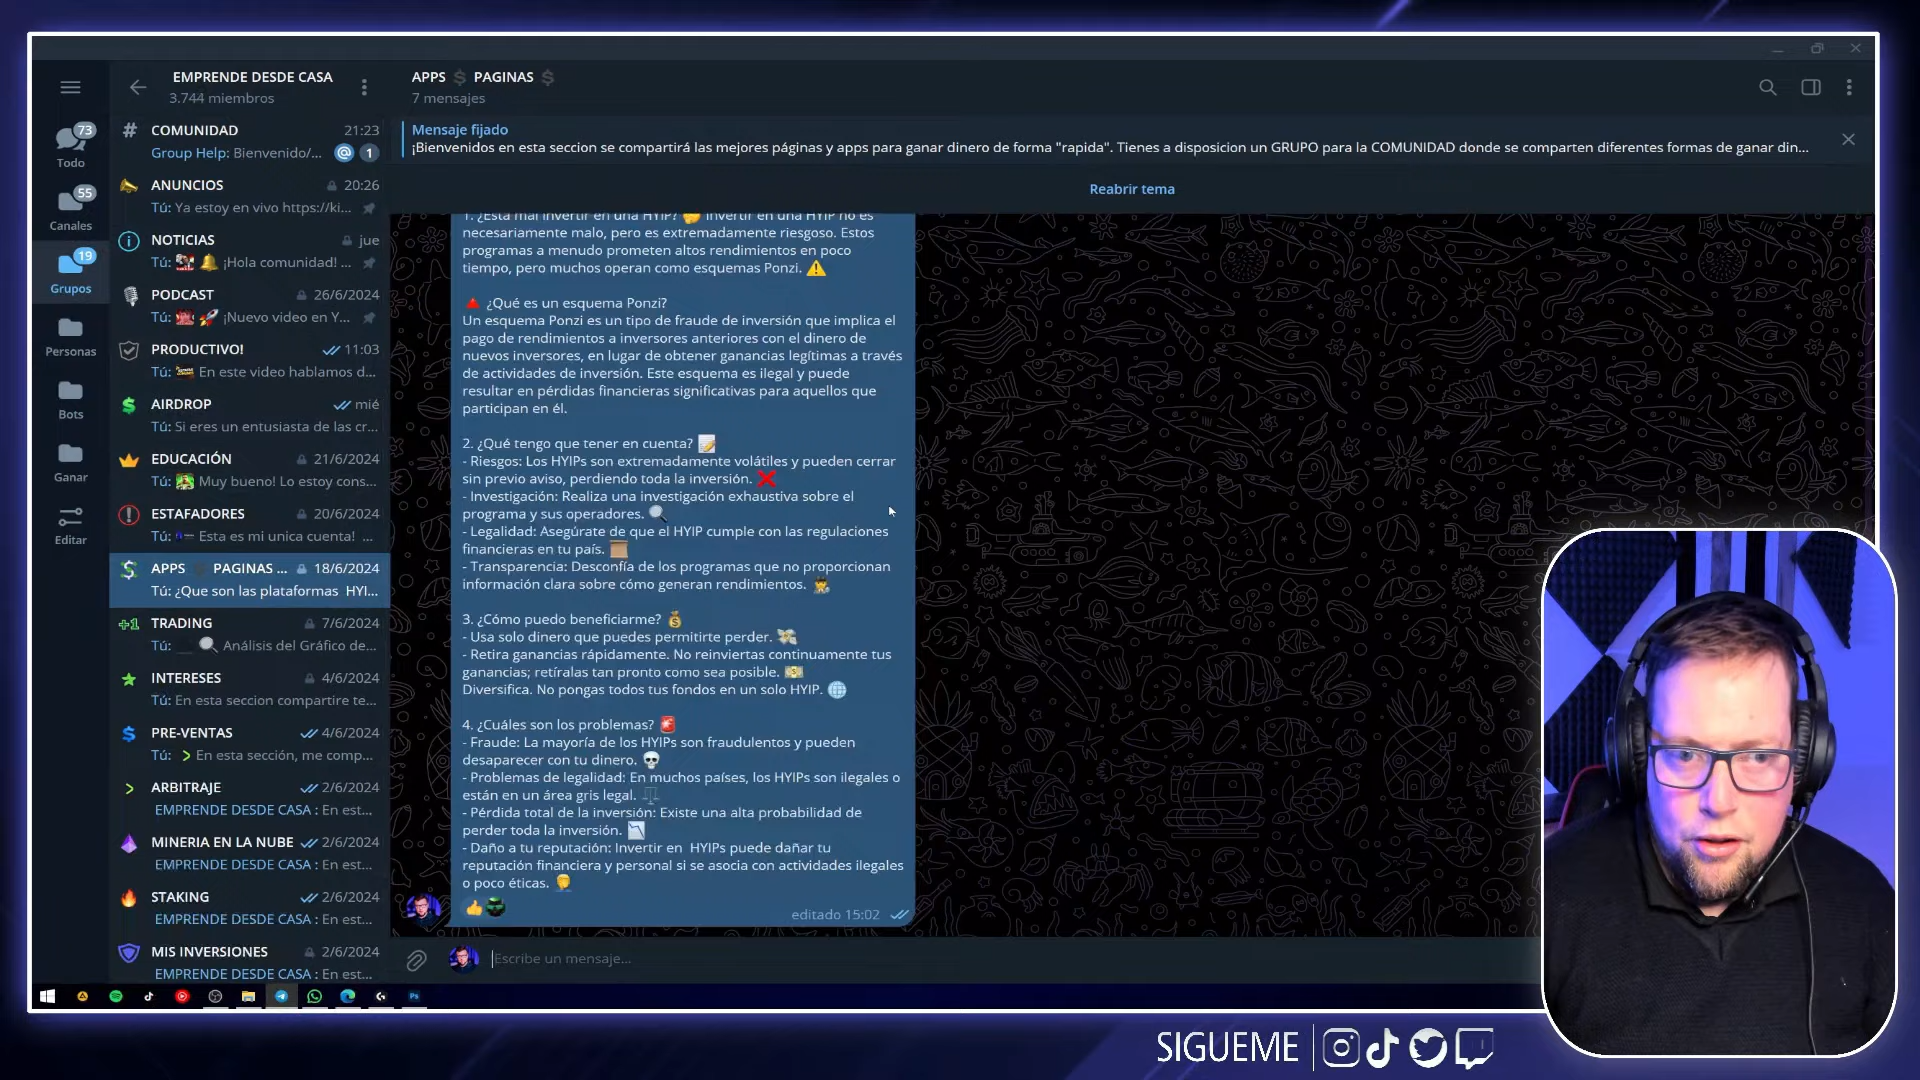 EMPRENDE DESDE CASA
3.744 miembros
73
Todo
55
Canales
19
Grupos
Personas
Bots
Ganar
Editar
COMUNIDAD 21:23
Group Help: Bienvenido/... @ 1
ANUNCIOS 20:26
Tú: Ya estoy en vivo https://ki...
NOTICIAS jue
Tú: ¡Hola comunidad! ...
PODCAST 26/6/2024
Tú: ¡Nuevo video en Y...
PRODUCTIVO! 11:03
Tú: En este video hablamos d...
AIRDROP mié
Tú: Si eres un entusiasta de las cr...
EDUCACIÓN 21/6/2024
Tú: Muy bueno! Lo estoy cons...
ESTAFADORES 20/6/2024
Tú: Esta es mi unica cuenta! ...
APPS PAGINAS ... 18/6/2024
Tú: ¿Que son las plataformas HYI...
+1 TRADING 7/6/2024
Tú: Análisis del Gráfico de...
INTERESES 4/6/2024
Tú: En esta seccion compartire te...
PRE-VENTAS 4/6/2024
Tú: > En esta sección, me comp...
ARBITRAJE 2/6/2024
EMPRENDE DESDE CASA : En est...
MINERIA EN LA NUBE 2/6/2024
EMPRENDE DESDE CASA : En est...
STAKING 2/6/2024
EMPRENDE DESDE CASA : En est...
MIS INVERSIONES 2/6/2024
EMPRENDE DESDE CASA : En est...
APPS 💲 PAGINAS 💲
7 mensajes
Mensaje fijado
¡Bienvenidos en esta seccion se compartirá las mejores páginas y apps para ganar dinero de forma "rapida". Tienes a disposicion un GRUPO para la COMUNIDAD donde se comparten diferentes formas de ganar din...
Reabrir tema
1. ¿Esta mal invertir en una HYIP? 🤔 Invertir en una HYIP no es
necesariamente malo, pero es extremadamente riesgoso. Estos
programas a menudo prometen altos rendimientos en poco
tiempo, pero muchos operan como esquemas Ponzi. ⚠️
🔺 ¿Qué es un esquema Ponzi?
Un esquema Ponzi es un tipo de fraude de inversión que implica el
pago de rendimientos a inversores anteriores con el dinero de
nuevos inversores, en lugar de obtener ganancias legítimas a través
de actividades de inversión. Este esquema es ilegal y puede
resultar en pérdidas financieras significativas para aquellos que
participan en él.
2. ¿Qué tengo que tener en cuenta? 📝
- Riesgos: Los HYIPs son extremadamente volátiles y pueden cerrar
sin previo aviso, perdiendo toda la inversión. ❌
- Investigación: Realiza una investigación exhaustiva sobre el
programa y sus operadores. 🔍
- Legalidad: Asegúrate de que el HYIP cumple con las regulaciones
financieras en tu país.
- Transparencia: Desconfía de los programas que no proporcionan
información clara sobre cómo generan rendimientos.
3. ¿Cómo puedo beneficiarme? 💰
- Usa solo dinero que puedes permitirte perder. 💸
- Retira ganancias rápidamente. No reinviertas continuamente tus
ganancias; retíralas tan pronto como sea posible. 💵
Diversifica. No pongas todos tus fondos en un solo HYIP. 🌐
4. ¿Cuáles son los problemas? 🚨
- Fraude: La mayoría de los HYIPs son fraudulentos y pueden
desaparecer con tu dinero. 💀
- Problemas de legalidad: En muchos países, los HYIPs son ilegales o
están en un área gris legal. ⚖️
- Pérdida total de la inversión: Existe una alta probabilidad de
perder toda la inversión. 📉
- Daño a tu reputación: Invertir en HYIPs puede dañar tu
reputación financiera y personal si se asocia con actividades ilegales
o poco éticas.
editado 15:02
Escribe un mensaje...
Ps
SIGUEME